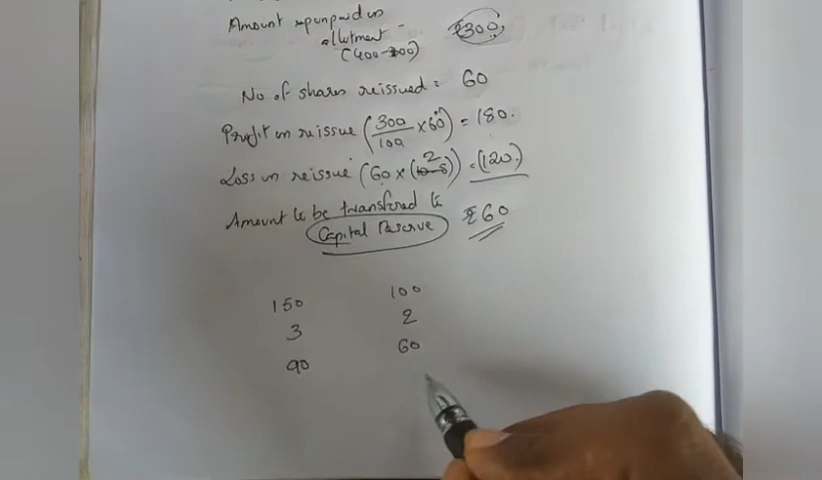 Amount unpaid on
allotment -
(400-300) ₹300
No of shares reissued = 60
Profit on reissue (300/100 × 60) = 180.
Loss on reissue (60 × (2)) = (120)
Amount to be transferred to
Capital Reserve ₹60
150 100
3 2
90 60